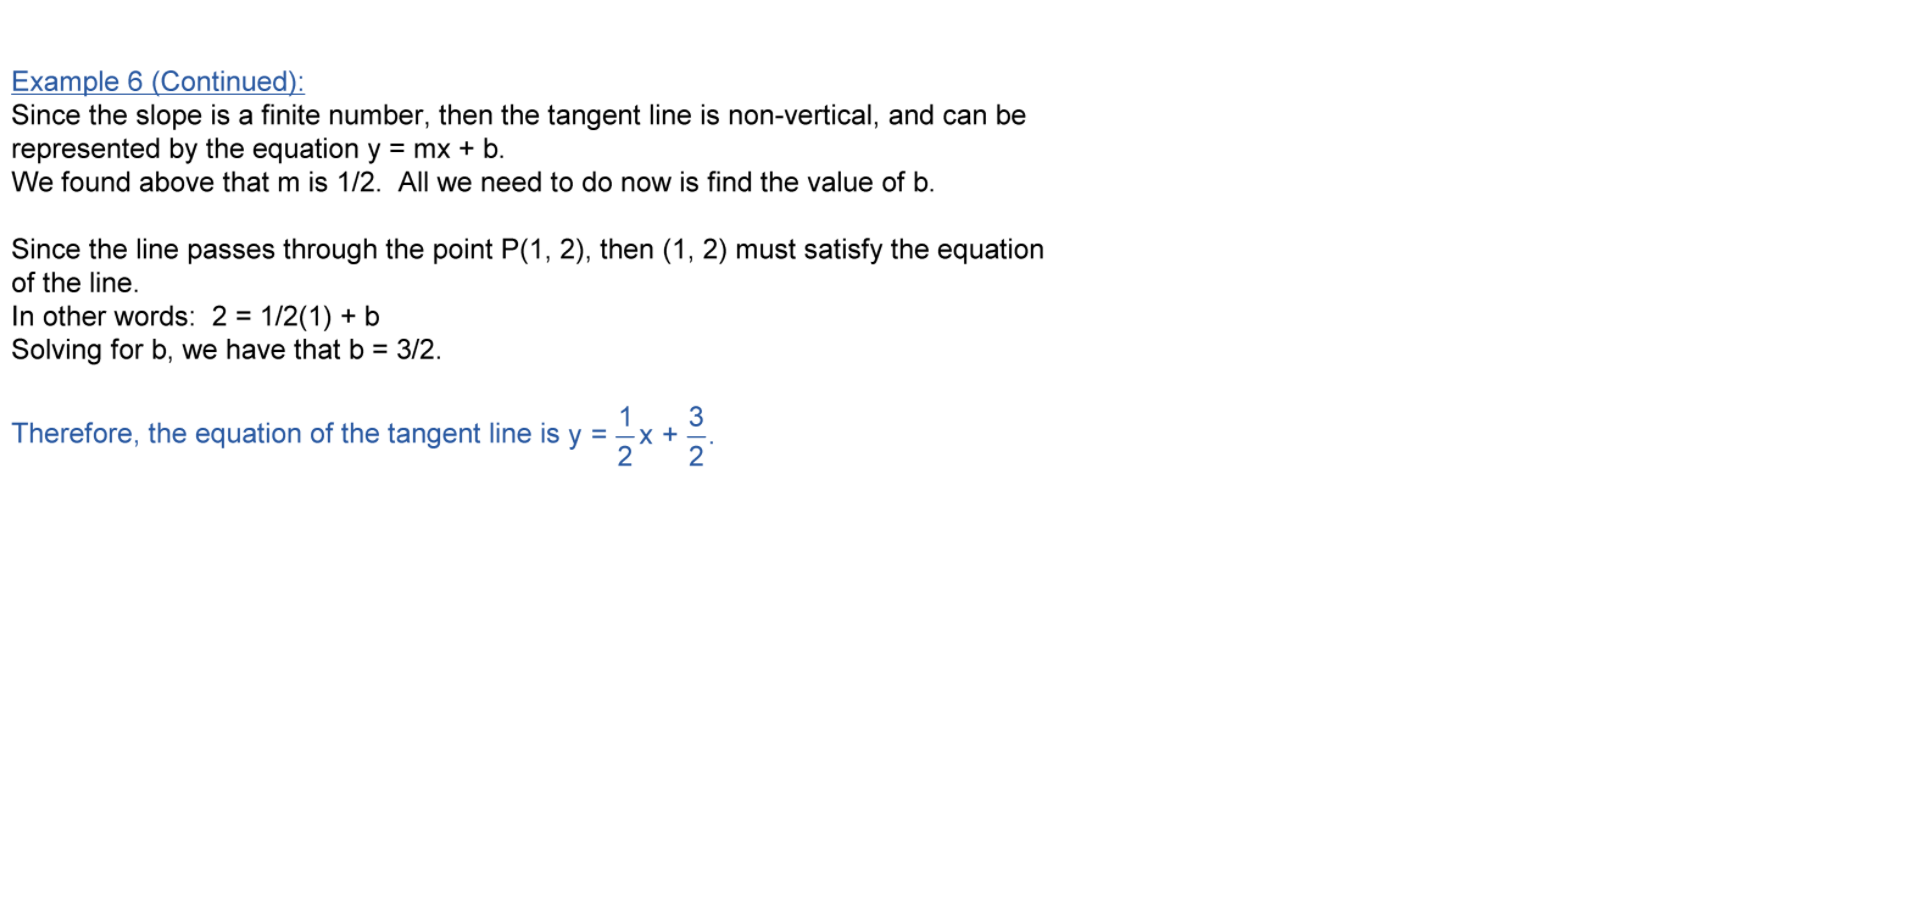 Example 6 (Continued):
Since the slope is a finite number, then the tangent line is non-vertical, and can be
represented by the equation y = mx + b.
We found above that m is 1/2.  All we need to do now is find the value of b.
Since the line passes through the point P(1, 2), then (1, 2) must satisfy the equation
of the line.
In other words:  2 = 1/2(1) + b
Solving for b, we have that b = 3/2.
Therefore, the equation of the tangent line is y = 1/2 x + 3/2.